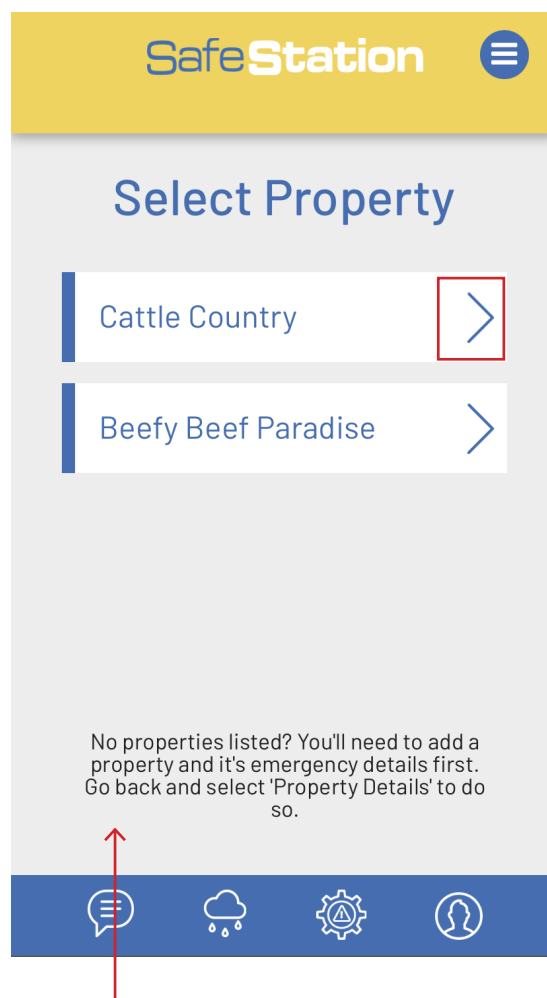 SafeStation
Select Property
Cattle Country
Beefy Beef Paradise
No properties listed? You'll need to add a
property and it's emergency details first.
Go back and select 'Property Details' to do
so.